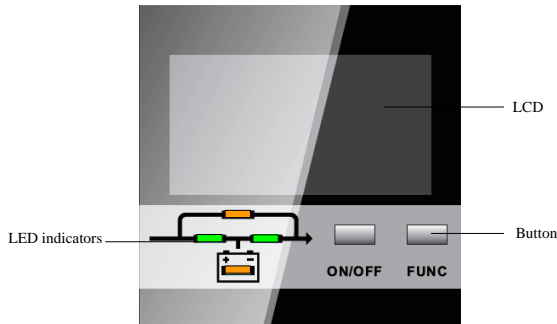 LCD
LED indicators
Button
+ −
ON/OFF FUNC